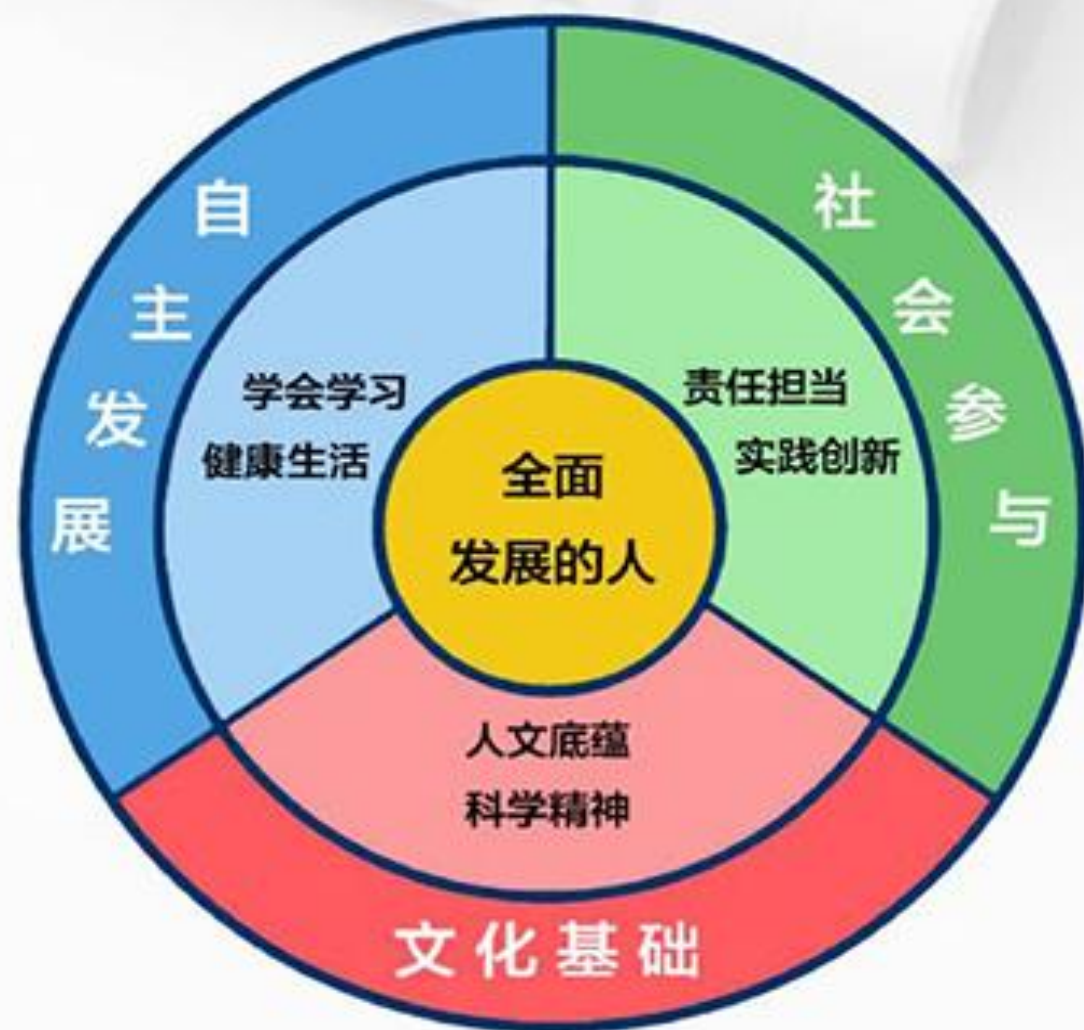 自主发展
社会参与
学会学习
健康生活
责任担当
实践创新
全面
发展的人
人文底蕴
科学精神
文化基础